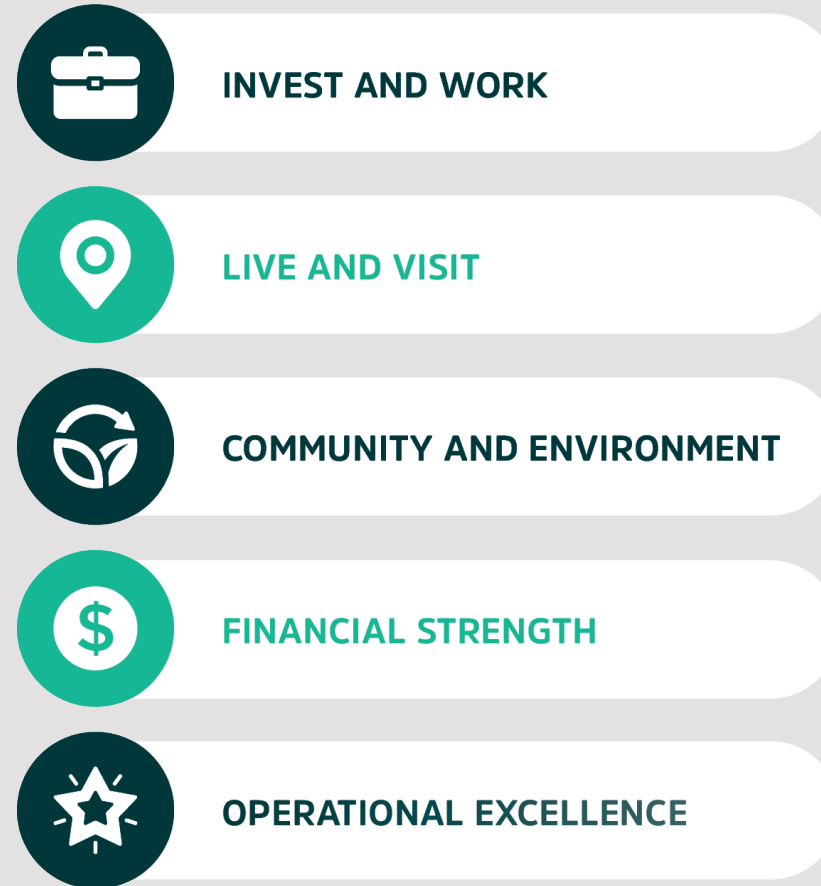 INVEST AND WORK
LIVE AND VISIT
COMMUNITY AND ENVIRONMENT
$
FINANCIAL STRENGTH
OPERATIONAL EXCELLENCE